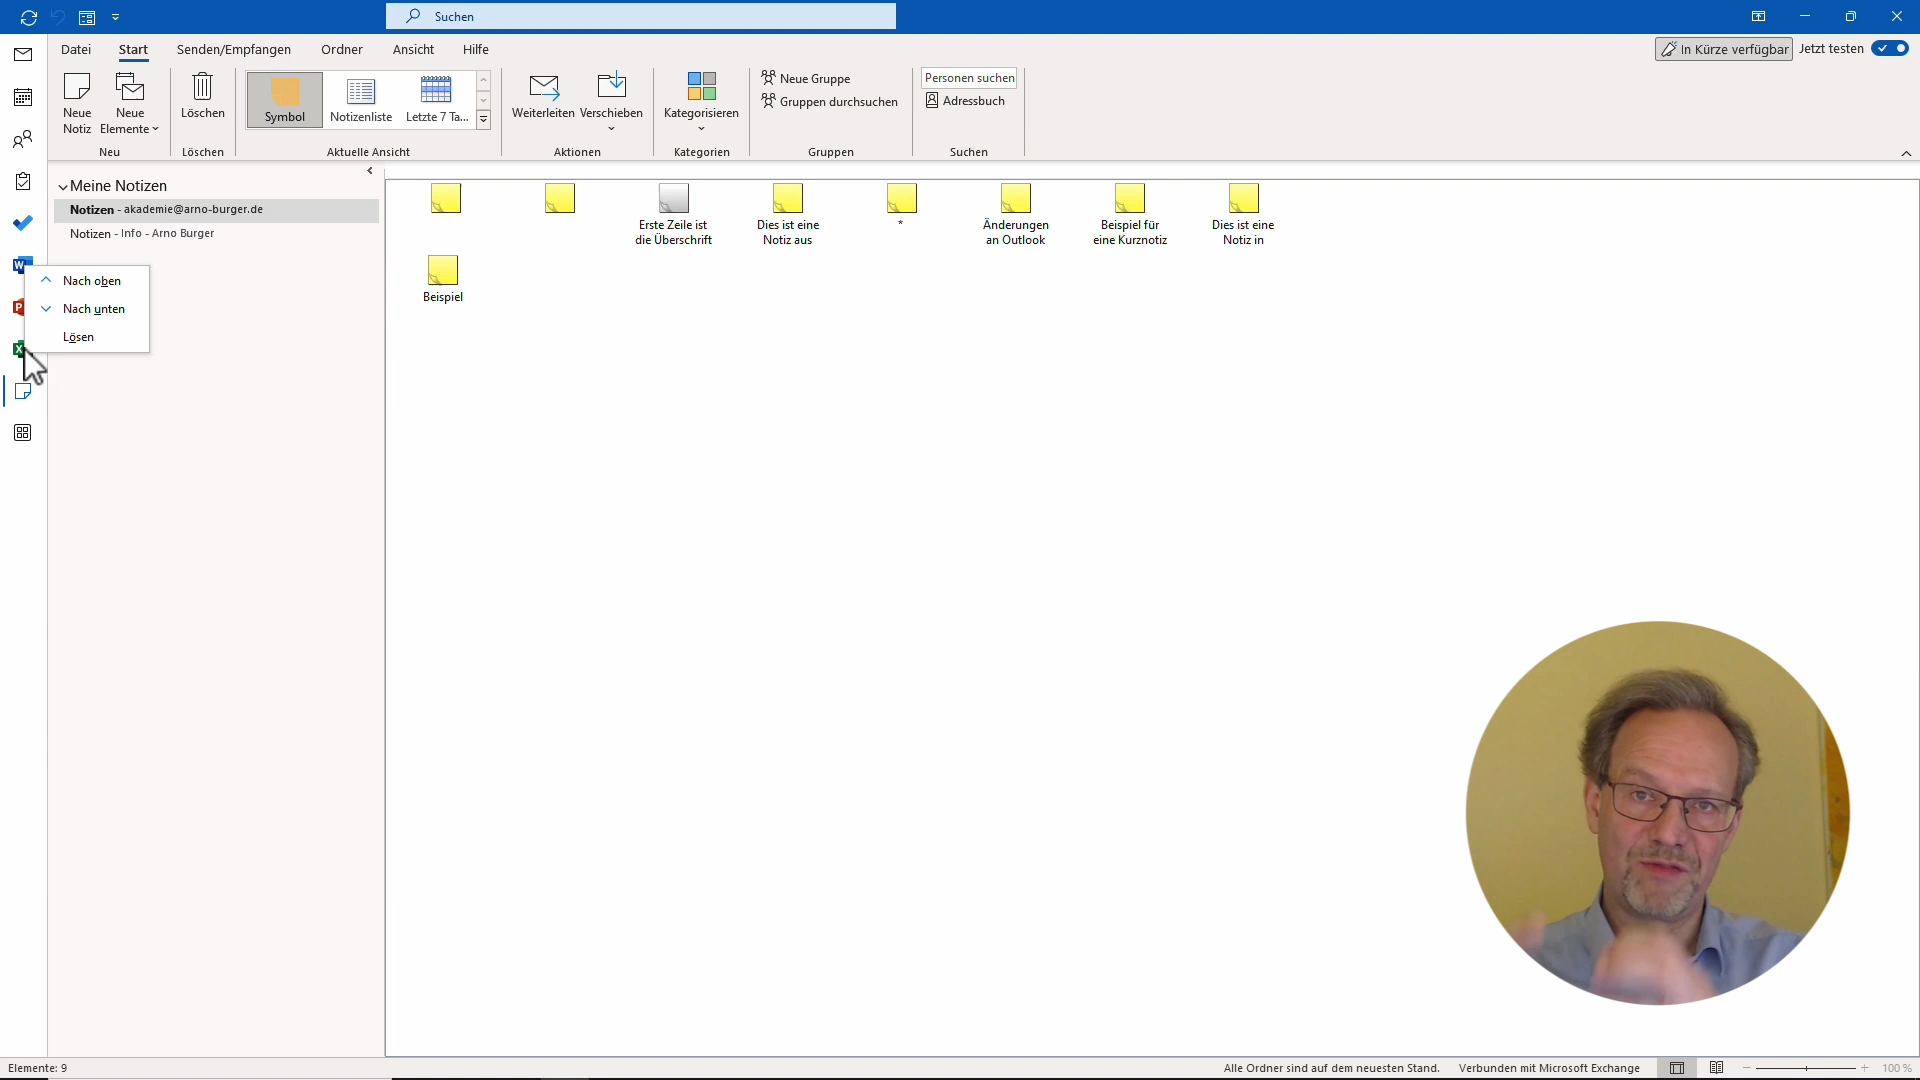 Suchen
Datei Start Senden/Empfangen Ordner Ansicht Hilfe
In Kürze verfügbar Jetzt testen
Neue Notiz
Neue Elemente
Löschen
Symbol
Notizenliste
Letzte 7 Ta...
Weiterleiten
Verschieben
Kategorisieren
Neue Gruppe
Gruppen durchsuchen
Personen suchen
Adressbuch
Neu
Löschen
Aktuelle Ansicht
Aktionen
Kategorien
Gruppen
Suchen
Meine Notizen
Notizen - akademie@arno-burger.de
Notizen - Info - Arno Burger
Nach oben
Nach unten
Lösen
Erste Zeile ist
die Überschrift
Dies ist eine
Notiz aus
*
Änderungen
an Outlook
Beispiel für
eine Kurznotiz
Dies ist eine
Notiz in
Beispiel
Elemente: 9
Alle Ordner sind auf dem neuesten Stand.
Verbunden mit Microsoft Exchange
100 %